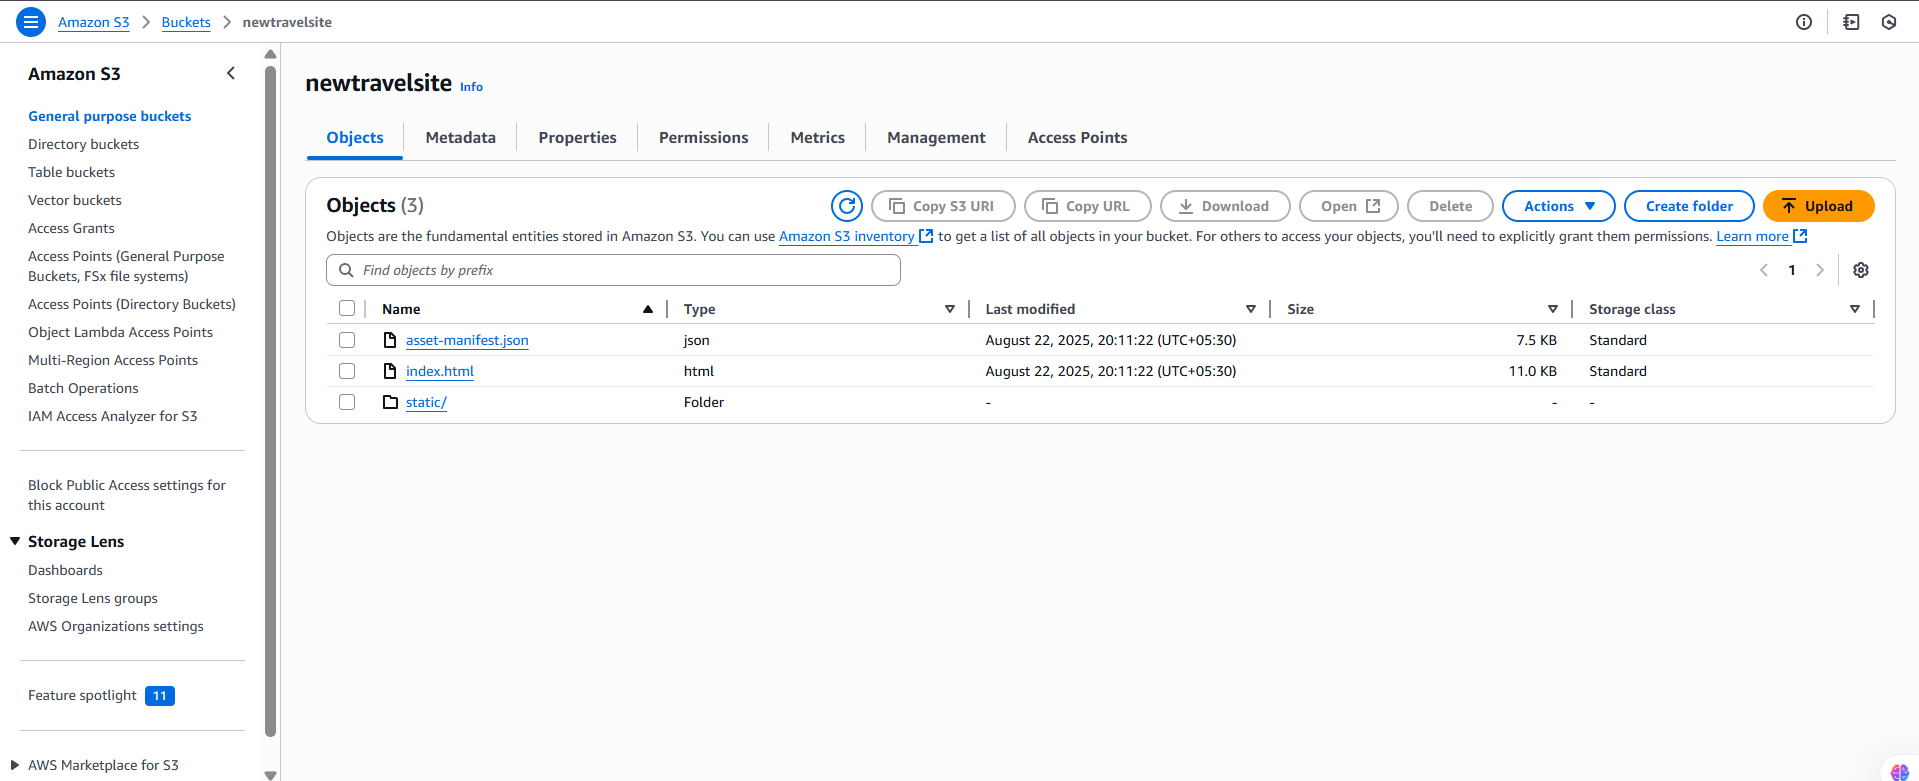 Amazon S3 > Buckets > newtravelsite
Amazon S3
General purpose buckets
Directory buckets
Table buckets
Vector buckets
Access Grants
Access Points (General Purpose
Buckets, FSx file systems)
Access Points (Directory Buckets)
Object Lambda Access Points
Multi-Region Access Points
Batch Operations
IAM Access Analyzer for S3
Block Public Access settings for
this account
Storage Lens
Dashboards
Storage Lens groups
AWS Organizations settings
Feature spotlight 11
AWS Marketplace for S3
newtravelsite Info
Objects Metadata Properties Permissions Metrics Management Access Points
Objects (3) Copy S3 URI Copy URL Download Open Delete Actions Create folder Upload
Objects are the fundamental entities stored in Amazon S3. You can use Amazon S3 inventory to get a list of all objects in your bucket. For others to access your objects, you'll need to explicitly grant them permissions. Learn more
Find objects by prefix 1
Name Type Last modified Size Storage class
asset-manifest.json json August 22, 2025, 20:11:22 (UTC+05:30) 7.5 KB Standard
index.html html August 22, 2025, 20:11:22 (UTC+05:30) 11.0 KB Standard
static/ Folder - - -